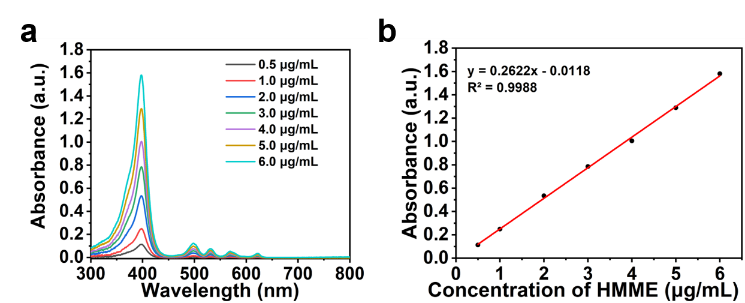 a
Absorbance (a.u.)
1.8
1.6
1.4
1.2
1.0
0.8
0.6
0.4
0.2
0.0
300 400 500 600 700 800
Wavelength (nm)
0.5 μg/mL
1.0 μg/mL
2.0 μg/mL
3.0 μg/mL
4.0 μg/mL
5.0 μg/mL
6.0 μg/mL
b
Absorbance (a.u.)
1.8
1.6
1.4
1.2
1.0
0.8
0.6
0.4
0.2
0.0
0 1 2 3 4 5 6
Concentration of HMME (μg/mL)
y = 0.2622x - 0.0118
R² = 0.9988